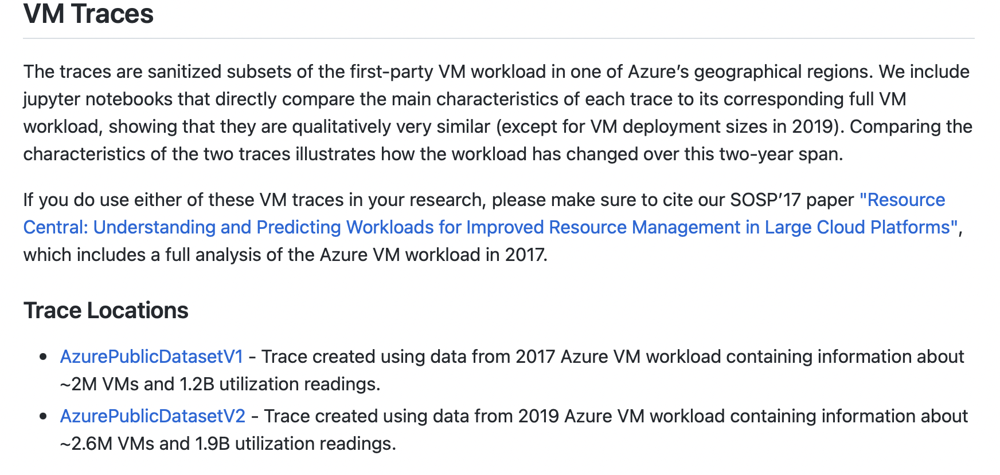 VM Traces
The traces are sanitized subsets of the first-party VM workload in one of Azure’s geographical regions. We include
jupyter notebooks that directly compare the main characteristics of each trace to its corresponding full VM
workload, showing that they are qualitatively very similar (except for VM deployment sizes in 2019). Comparing the
characteristics of the two traces illustrates how the workload has changed over this two-year span.
If you do use either of these VM traces in your research, please make sure to cite our SOSP’17 paper "Resource
Central: Understanding and Predicting Workloads for Improved Resource Management in Large Cloud Platforms",
which includes a full analysis of the Azure VM workload in 2017.
Trace Locations
• AzurePublicDatasetV1 - Trace created using data from 2017 Azure VM workload containing information about
~2M VMs and 1.2B utilization readings.
• AzurePublicDatasetV2 - Trace created using data from 2019 Azure VM workload containing information about
~2.6M VMs and 1.9B utilization readings.